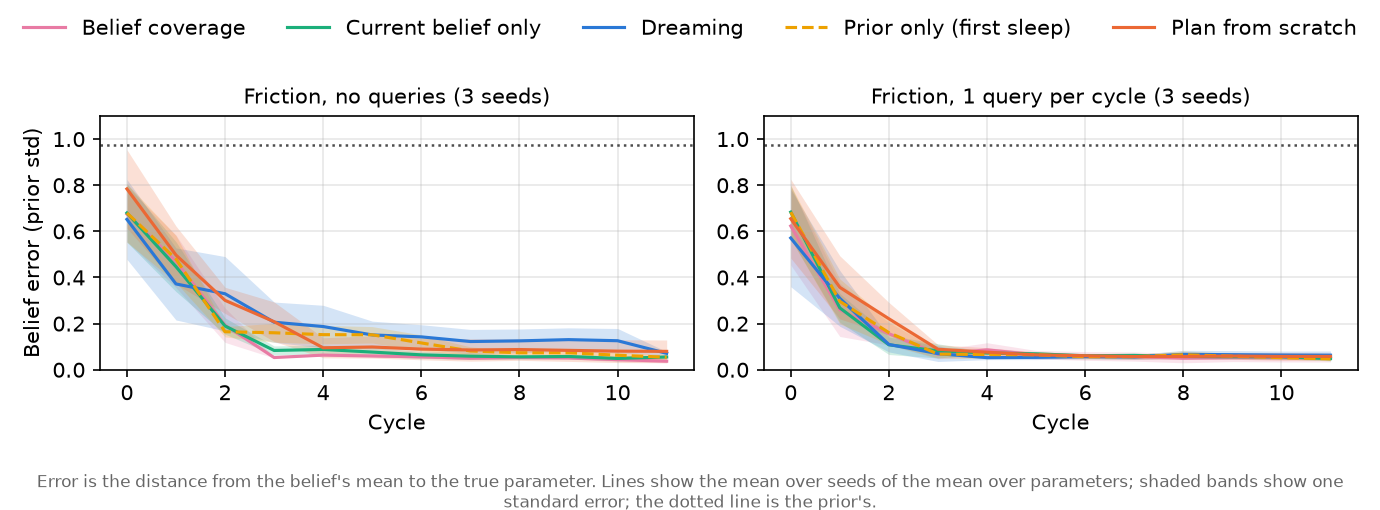 Belief coverage Current belief only Dreaming Prior only (first sleep) Plan from scratch
Friction, no queries (3 seeds)
Friction, 1 query per cycle (3 seeds)
Belief error (prior std)
1.0
0.8
0.6
0.4
0.2
0.0
0 2 4 6 8 10
Cycle
1.0
0.8
0.6
0.4
0.2
0.0
0 2 4 6 8 10
Cycle
Error is the distance from the belief's mean to the true parameter. Lines show the mean over seeds of the mean over parameters; shaded bands show one
standard error; the dotted line is the prior's.